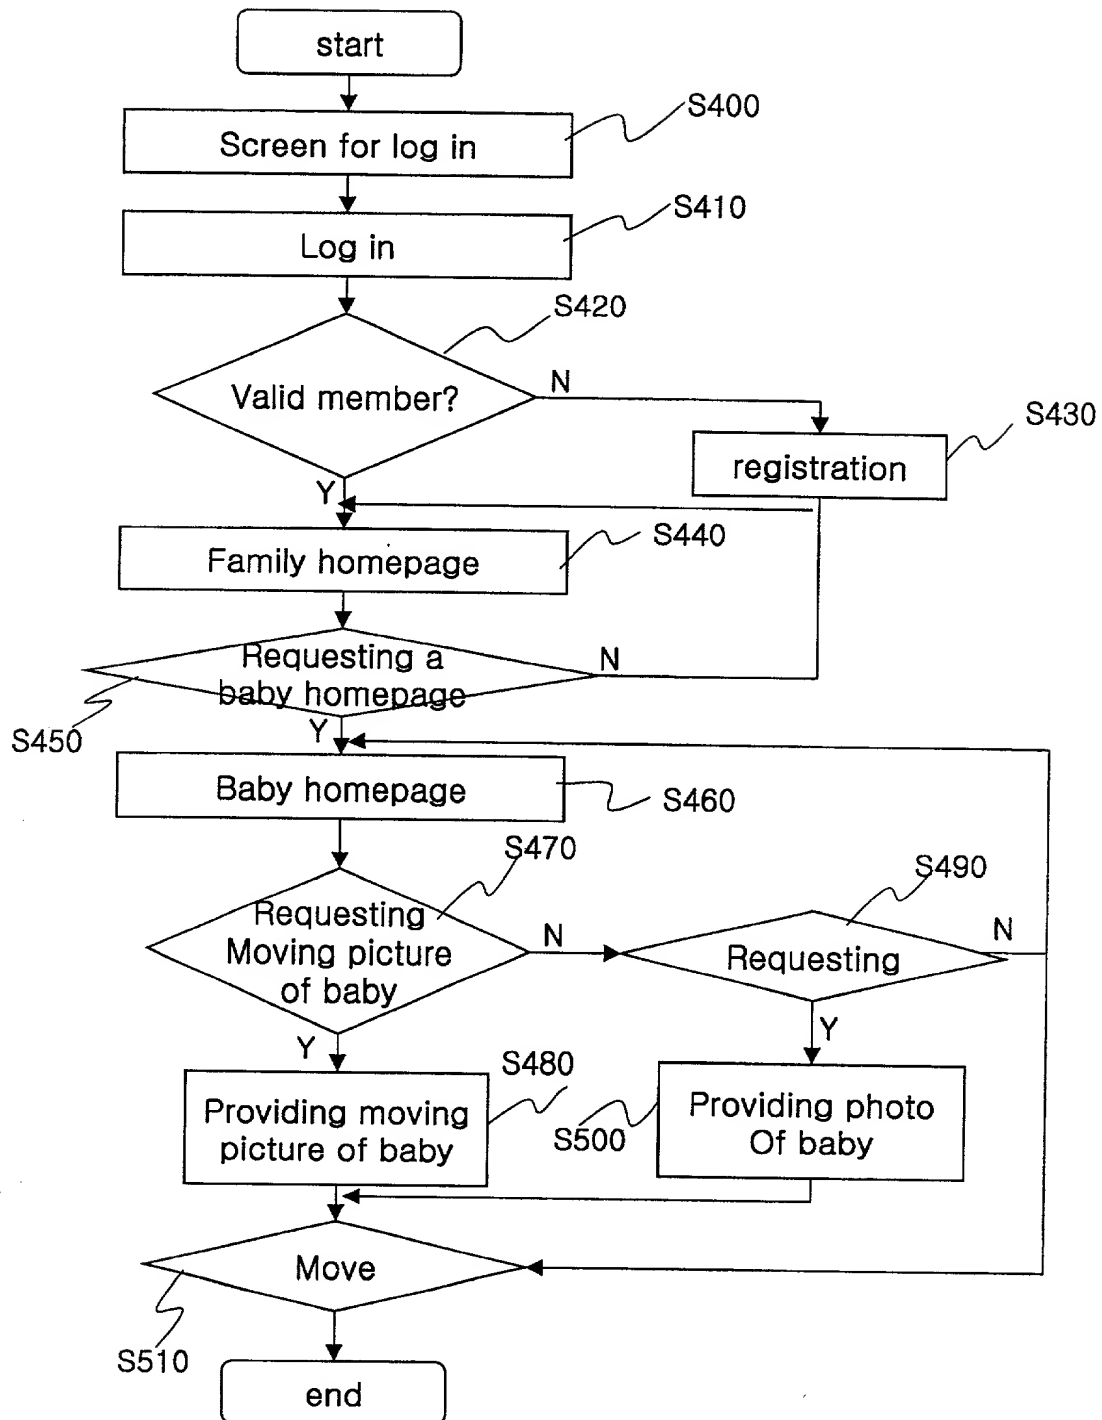 start
S400
Screen for log in
S410
Log in
S420
Valid member?
N
S430
registration
Y
S440
Family homepage
Requesting a
baby homepage
N
S450
Y
Baby homepage
S460
S470
S490
Requesting
Moving picture
of baby
N
Requesting
N
Y
Y
S480
Providing moving
picture of baby
S500
Providing photo
Of baby
Move
S510
end